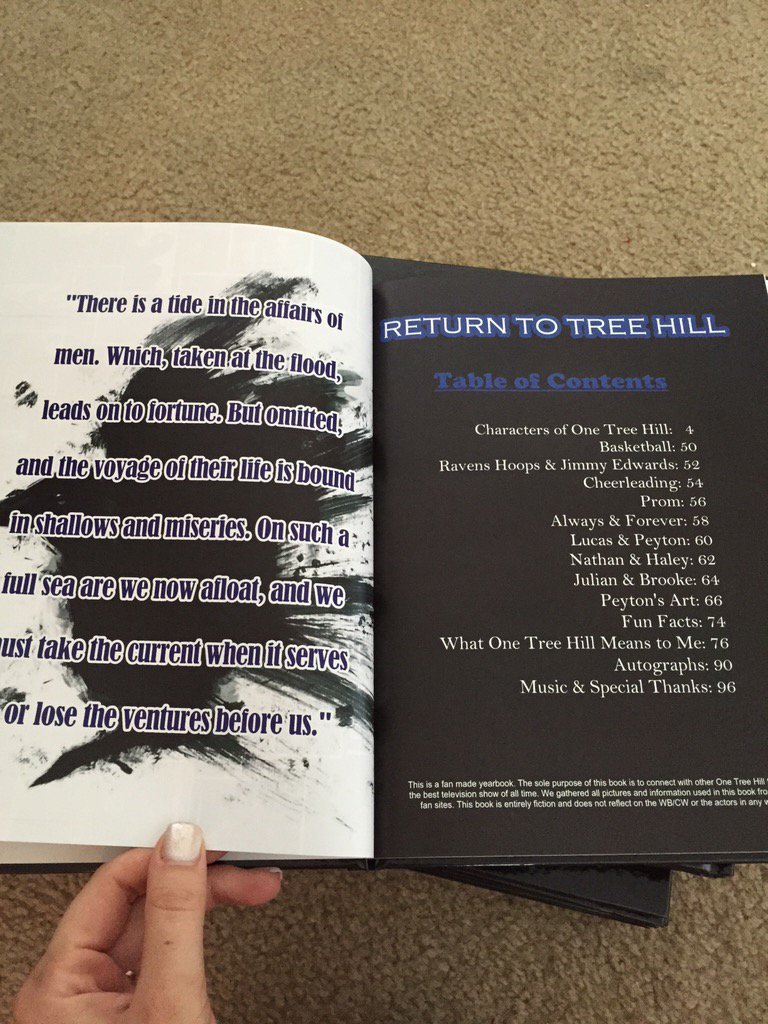 "There is a tide in the affairs of
men. Which, taken at the flood,
leads on to fortune. But omitted,
and the voyage of their life is bound
in shallows and miseries. On such a
full sea are we now afloat, and we
take the current when it serves
or lose the ventures before us."
RETURN TO TREE HILL
Table of Contents
Characters of One Tree Hill: 4
Basketball: 50
Ravens Hoops & Jimmy Edwards: 52
Cheerleading: 54
Prom: 56
Always & Forever: 58
Lucas & Peyton: 60
Nathan & Haley: 62
Julian & Brooke: 64
Peyton's Art: 66
Fun Facts: 74
What One Tree Hill Means to Me: 76
Autographs: 90
Music & Special Thanks: 96
This is a fan made yearbook. The sole purpose of this book is to connect with other One Tree Hill
the best television show of all time. We gathered all pictures and information used in this book
fan sites. This book is entirely fiction and does not reflect on the WB/CW or the actors in any